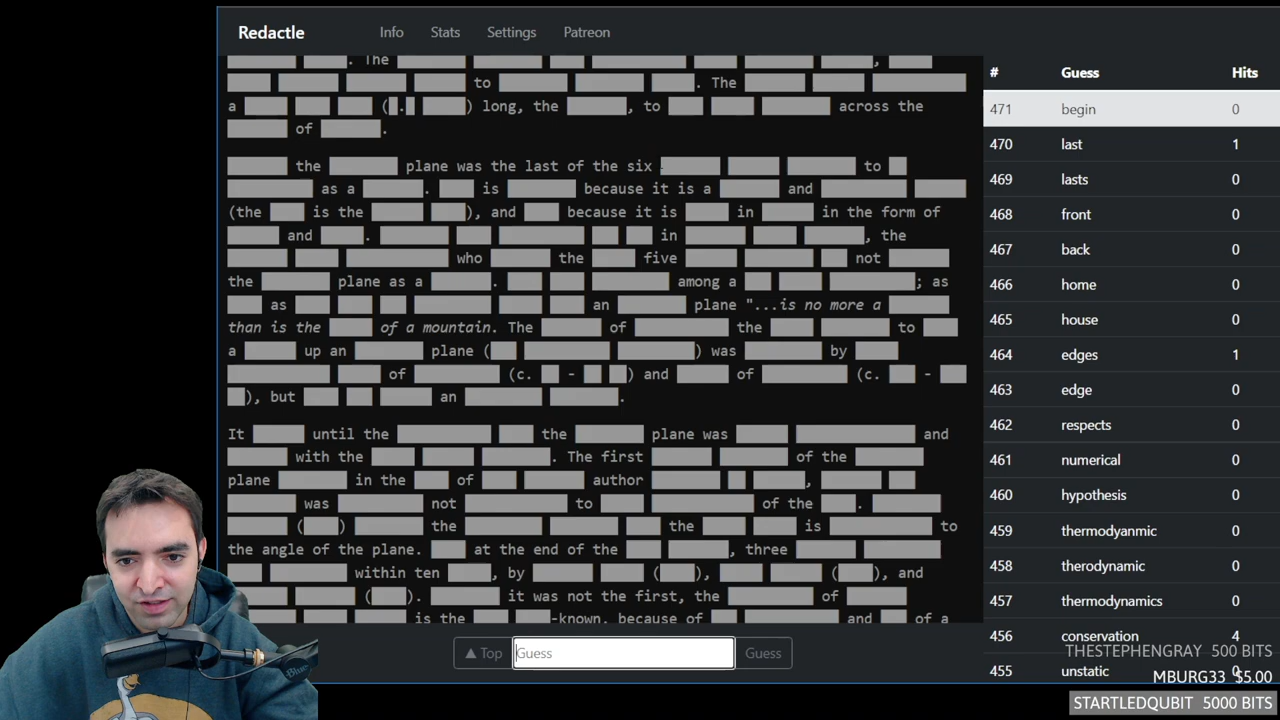 Redactle Info Stats Settings Patreon
. The ,
to . The
a ( . ) long, the , to across the
of .
the plane was the last of the six to
as a . is because it is a and
(the is the ), and because it is in in the form of
and . in , the
who the five not
the plane as a . among a ; as
as an plane "...is no more a
than is the of a mountain. The of the to
a up an plane ( ) was by
of (c. - ) and of (c. -
), but an .
It until the the plane was and
with the . The first of the
plane in the of author ,
was not to of the .
( ) the the is to
the angle of the plane. at the end of the , three
within ten , by ( ), ( ), and
( ). it was not the first, the of
is the -known, because of and of a
▲ Top
Guess
Guess
# Guess Hits
471 begin 0
470 last 1
469 lasts 0
468 front 0
467 back 0
466 home 0
465 house 0
464 edges 1
463 edge 0
462 respects 0
461 numerical 0
460 hypothesis 0
459 thermodyanmic 0
458 therodynamic 0
457 thermodynamics 0
456 conservation 4
455 unstatic
THESTEPHENGRAY 500 BITS
MBURG33 $5.00
STARTLEDQUBIT 5000 BITS
Blue